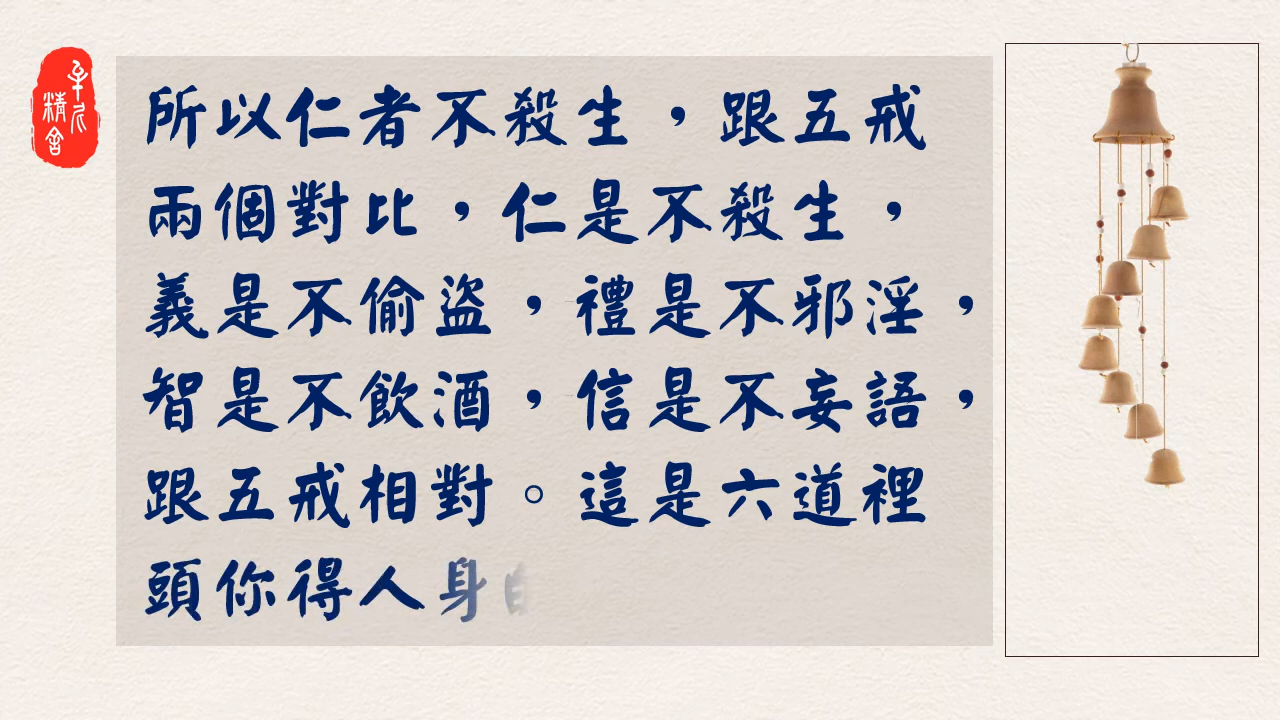 所以仁者不殺生，跟五戒
兩個對比，仁是不殺生，
義是不偷盜，禮是不邪淫，
智是不飲酒，信是不妄語，
跟五戒相對。這是六道裡
頭你得人身
精舍